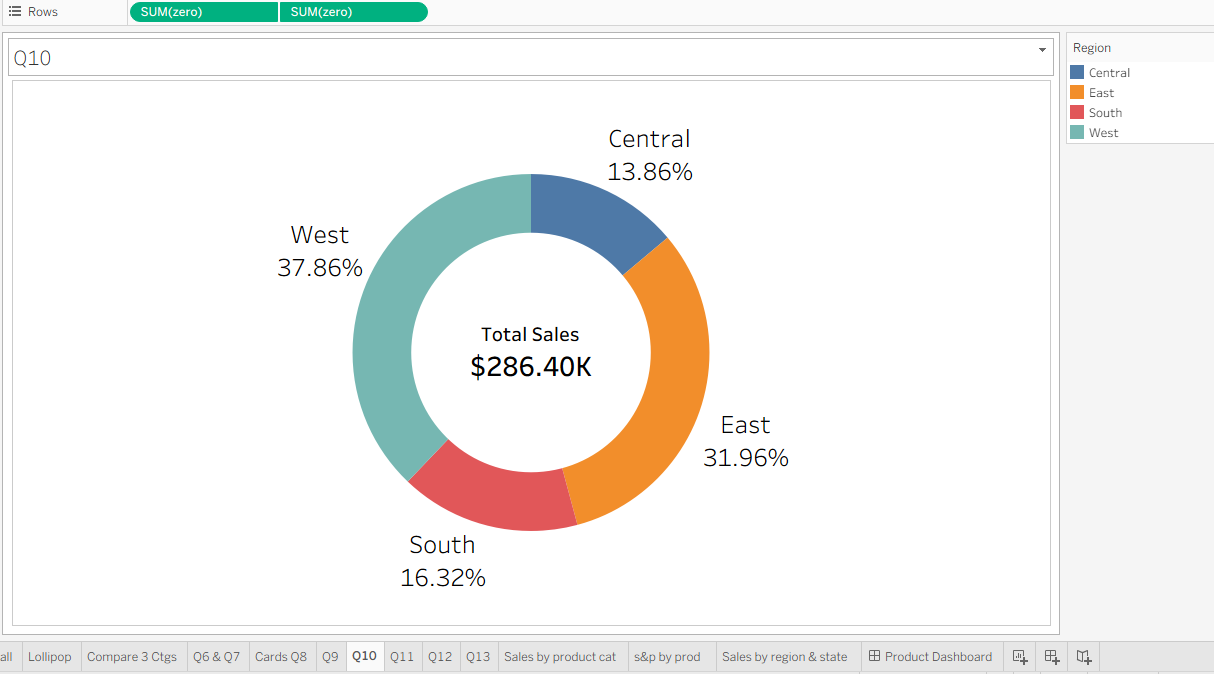 Rows
SUM(zero)
SUM(zero)
Q10
Region
Central
East
South
West
Central
13.86%
West
37.86%
Total Sales
$286.40K
East
31.96%
South
16.32%
all
Lollipop
Compare 3 Ctgs
Q6 & Q7
Cards Q8
Q9
Q10
Q11
Q12
Q13
Sales by product cat
s&p by prod
Sales by region & state
Product Dashboard